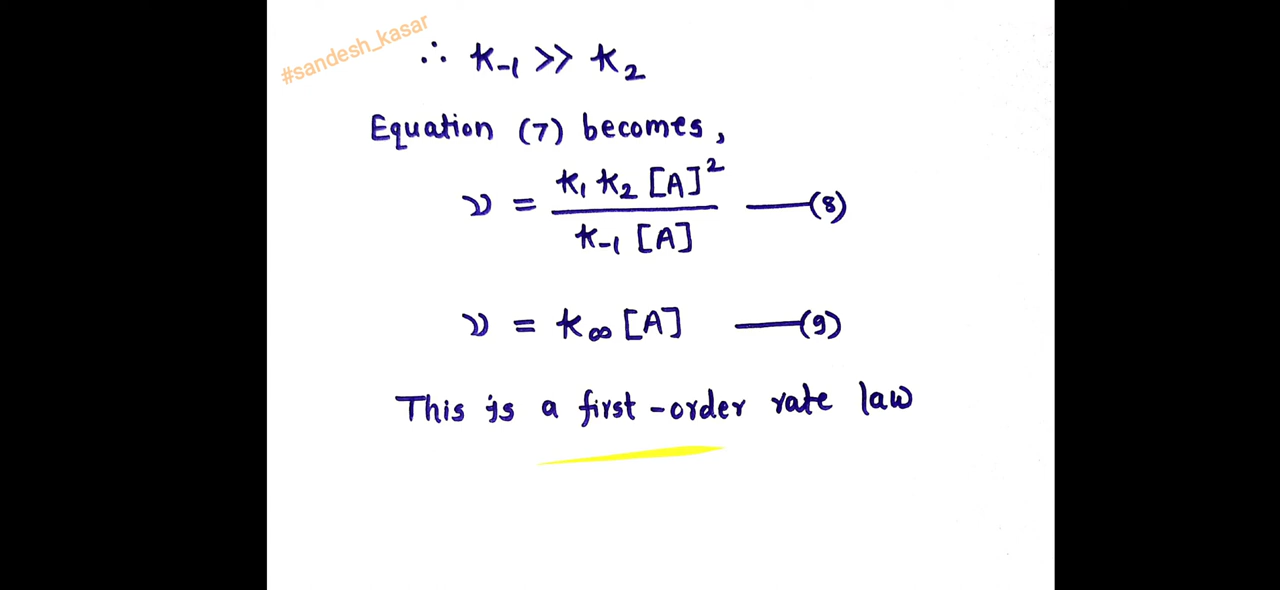 #sandesh_kasar
∴ k₋₁ >> k₂
Equation (7) becomes,
ν = k₁ k₂ [A]² / k₋₁ [A] —(8)
ν = k∞ [A] —(9)
This is a first-order rate law